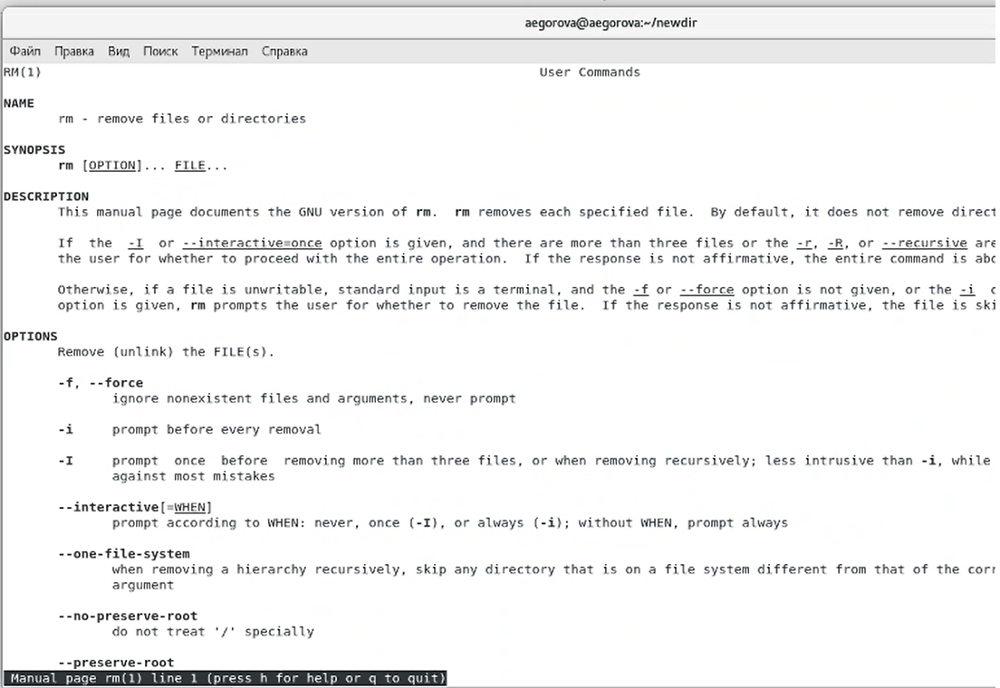 aegorova@aegorova:~/newdir
Файл Правка Вид Поиск Терминал Справка
RM(1) User Commands
NAME
rm - remove files or directories
SYNOPSIS
rm [OPTION]... FILE...
DESCRIPTION
This manual page documents the GNU version of rm. rm removes each specified file. By default, it does not remove direct
If the -I or --interactive=once option is given, and there are more than three files or the -r, -R, or --recursive are
the user for whether to proceed with the entire operation. If the response is not affirmative, the entire command is abo
Otherwise, if a file is unwritable, standard input is a terminal, and the -f or --force option is not given, or the -i
option is given, rm prompts the user for whether to remove the file. If the response is not affirmative, the file is ski
OPTIONS
Remove (unlink) the FILE(s).
-f, --force
ignore nonexistent files and arguments, never prompt
-i prompt before every removal
-I prompt once before removing more than three files, or when removing recursively; less intrusive than -i, while
against most mistakes
--interactive[=WHEN]
prompt according to WHEN: never, once (-I), or always (-i); without WHEN, prompt always
--one-file-system
when removing a hierarchy recursively, skip any directory that is on a file system different from that of the corr
argument
--no-preserve-root
do not treat '/' specially
--preserve-root
Manual page rm(1) line 1 (press h for help or q to quit)